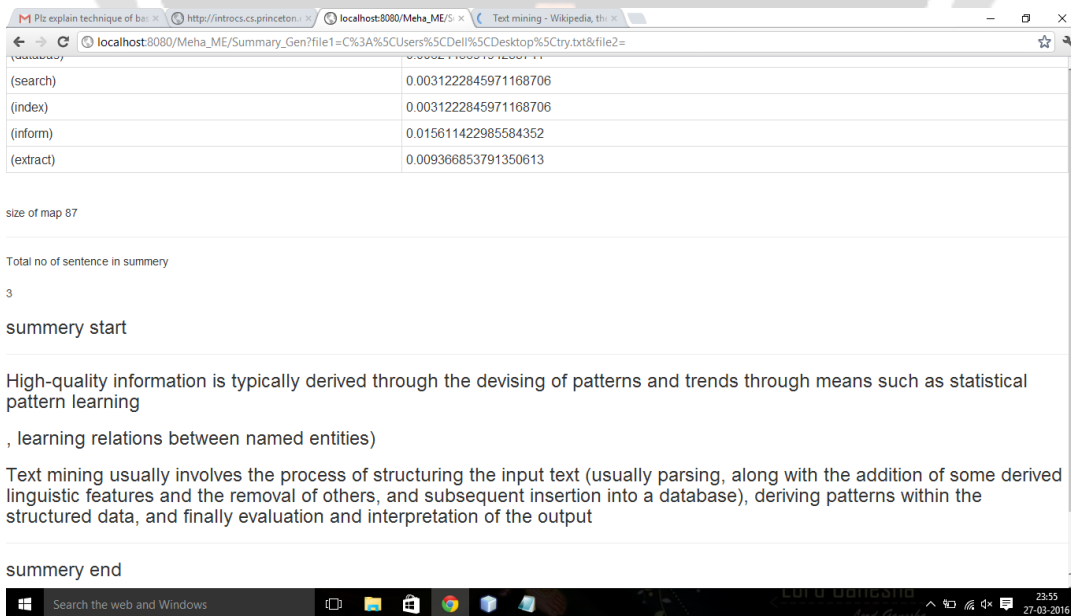 Plz explain technique of ba
http://introcs.cs.princeton.
localhost:8080/Meha_ME/S
Text mining - Wikipedia, th
localhost:8080/Meha_ME/Summary_Gen?file1=C%3A%5CUsers%5CDell%5CDesktop%5Ctry.txt&file2=
(search) 0.0031222845971168706
(index) 0.0031222845971168706
(inform) 0.015611422985584352
(extract) 0.009366853791350613
size of map 87
Total no of sentence in summery
3
summery start
High-quality information is typically derived through the devising of patterns and trends through means such as statistical
pattern learning
, learning relations between named entities)
Text mining usually involves the process of structuring the input text (usually parsing, along with the addition of some derived
linguistic features and the removal of others, and subsequent insertion into a database), deriving patterns within the
structured data, and finally evaluation and interpretation of the output
summery end
Search the web and Windows
23:55
27-03-2016